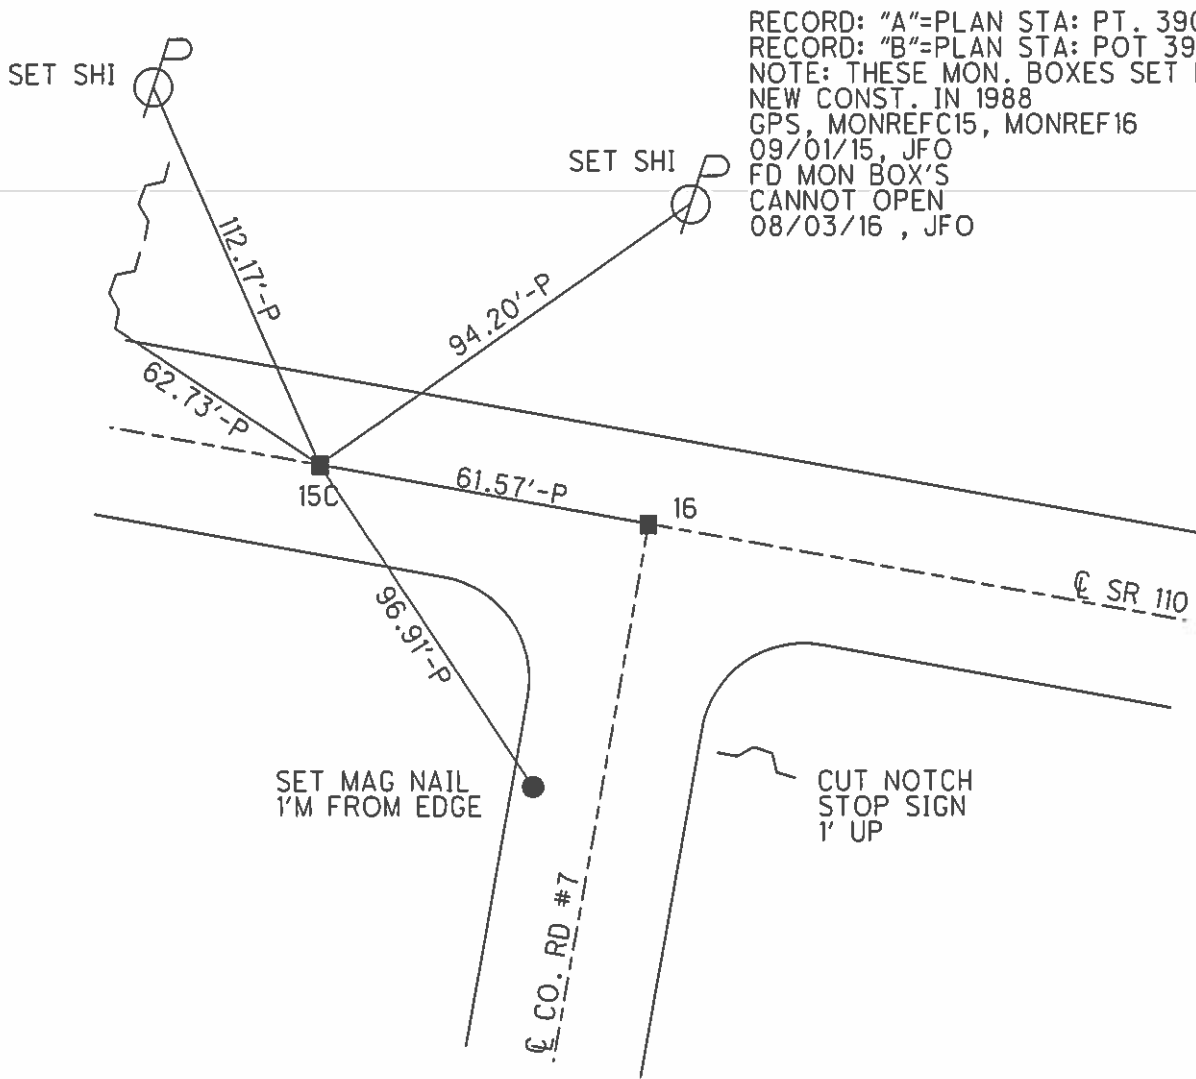 RECORD: "A"=PLAN STA: PT. 390
RECORD: "B"=PLAN STA: POT 39
NOTE: THESE MON. BOXES SET
NEW CONST. IN 1988
GPS, MONREFC15, MONREF16
09/01/15, JFO
FD MON BOX'S
CANNOT OPEN
08/03/16 , JFO
SET SHI
SET SHI
112.17'-P
94.20'-P
62.73'-P
61.57'-P
15C
16
℄ SR 110
96.91'-P
SET MAG NAIL
1'M FROM EDGE
CUT NOTCH
STOP SIGN
1' UP
℄ CO. RD #7